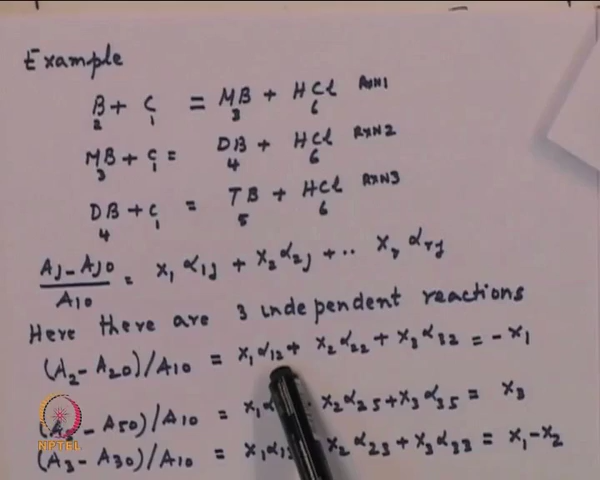 Example
B + C = MB + HCl RXN1
2 1 3 6
MB + C = DB + HCl RXN2
3 1 4 6
DB + C = TB + HCl RXN3
4 1 5 6
(Aj - Aj0)/A10 = x1 α1j + x2 α2j + .. xr αrj
Here there are 3 independent reactions
(A2 - A20)/A10 = x1 α12 + x2 α22 + x3 α32 = - x1
- A50)/A10 = x1 α x2 α25 + x3 α35 = x3
(A3 - A30)/A10 = x1 α13 x2 α23 + x3 α33 = x1 - x2
NPTEL